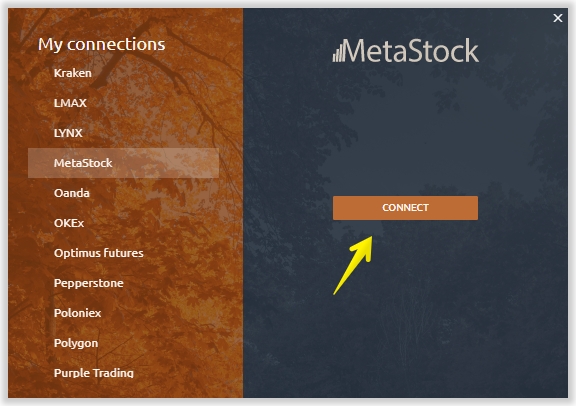 My connections
Kraken
LMAX
LYNX
MetaStock
Oanda
OKEx
Optimus futures
Pepperstone
Poloniex
Polygon
Purple Trading
MetaStock
CONNECT